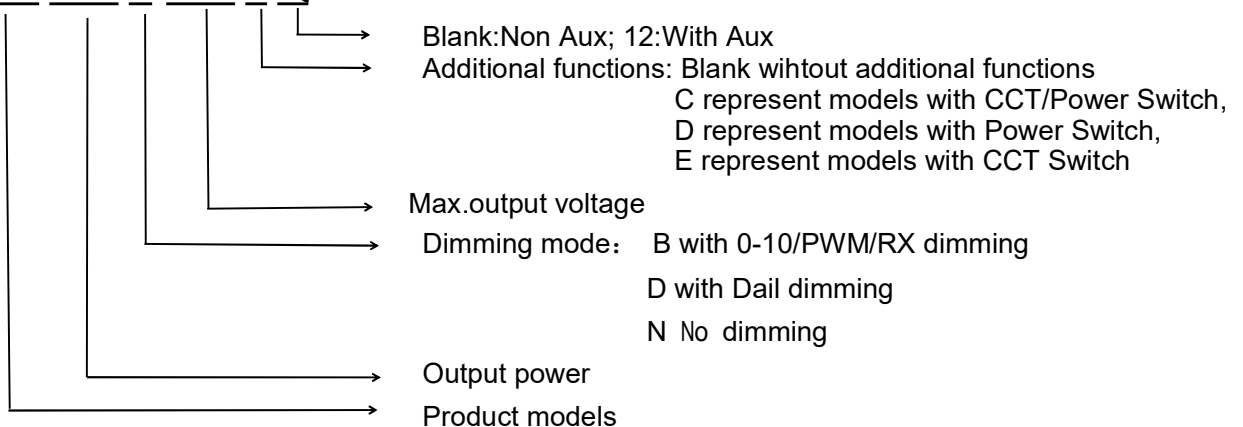 Blank:Non Aux; 12:With Aux
Additional functions: Blank wihtout additional functions
C represent models with CCT/Power Switch,
D represent models with Power Switch,
E represent models with CCT Switch
Max.output voltage
Dimming mode： B with 0-10/PWM/RX dimming
D with Dail dimming
N No dimming
Output power
Product models